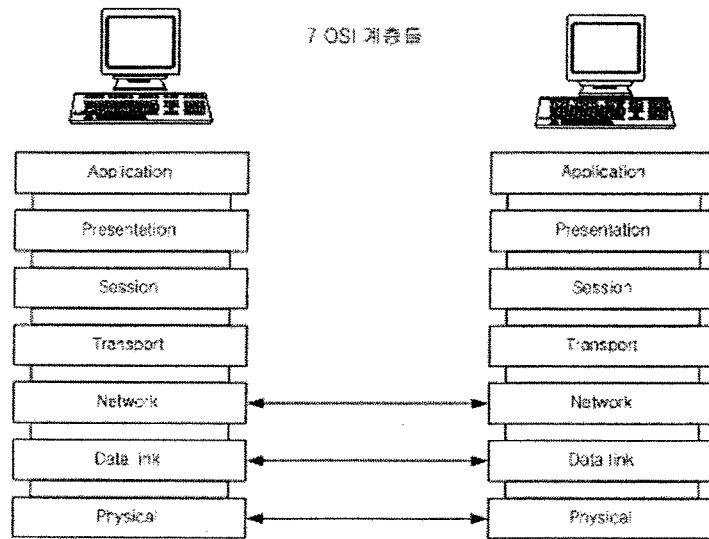 7 OSI 계층들
Application
Presentation
Session
Transport
Network
Data link
Physical
Application
Presentation
Session
Transport
Network
Data link
Physical